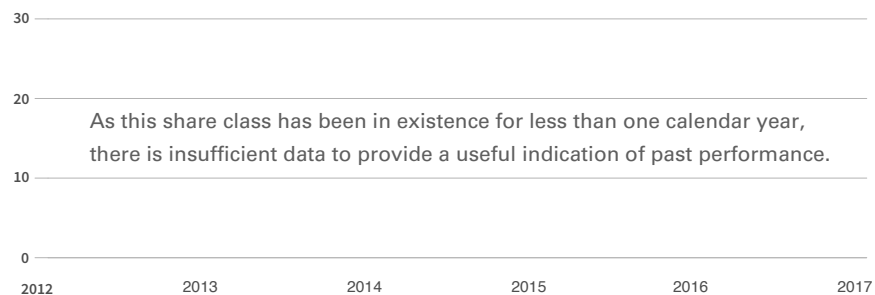 30
20
As this share class has been in existence for less than one calendar year,
there is insufficient data to provide a useful indication of past performance.
10
0
2012 2013 2014 2015 2016 2017